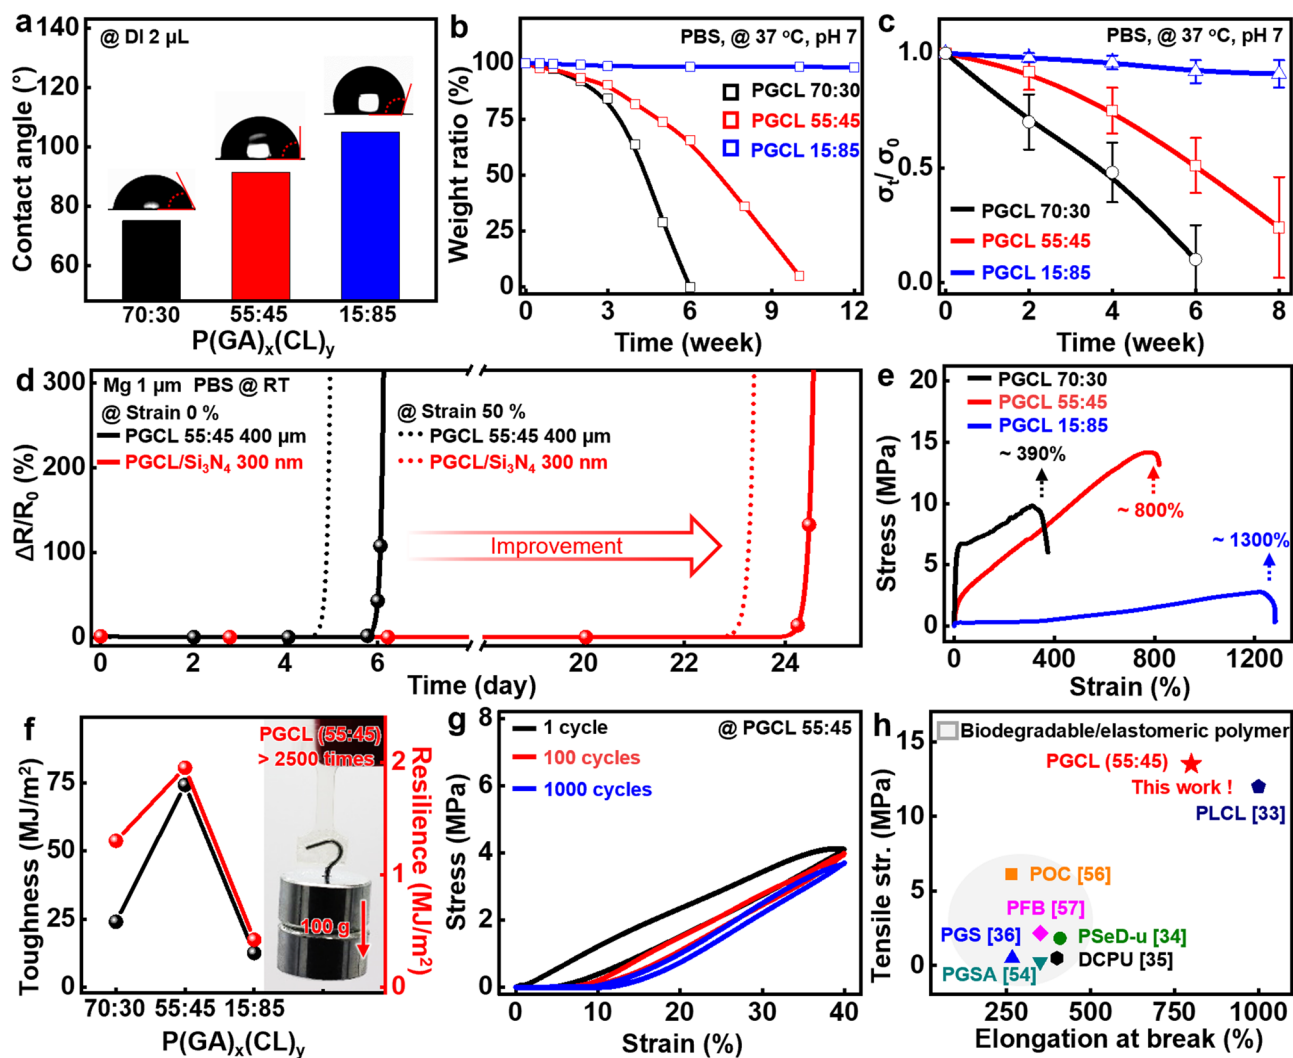 a
140
120
100
80
60
Contact angle (°)
@ DI 2 µL
70:30
55:45
15:85
P(GA)x(CL)y
b
100
75
50
25
0
Weight ratio (%)
PBS, @ 37 °C, pH 7
PGCL 70:30
PGCL 55:45
PGCL 15:85
0
3
6
9
12
Time (week)
c
1.0
0.5
0.0
σt/σ0
PBS, @ 37 °C, pH 7
PGCL 70:30
PGCL 55:45
PGCL 15:85
0
2
4
6
8
Time (week)
d
300
200
100
0
ΔR/R0 (%)
Mg 1 µm PBS @ RT
@ Strain 0 %
PGCL 55:45 400 µm
PGCL/Si3N4 300 nm
@ Strain 50 %
PGCL 55:45 400 µm
PGCL/Si3N4 300 nm
Improvement
0
2
4
6
20
22
24
Time (day)
e
20
15
10
5
0
Stress (MPa)
PGCL 70:30
PGCL 55:45
PGCL 15:85
~ 390%
~ 800%
~ 1300%
0
400
800
1200
Strain (%)
f
75
50
25
0
Toughness (MJ/m2)
PGCL (55:45)
> 2500 times
100 g
2
1
0
Resilience (MJ/m2)
70:30
55:45
15:85
P(GA)x(CL)y
g
8
6
4
2
0
Stress (MPa)
@ PGCL 55:45
1 cycle
100 cycles
1000 cycles
0
10
20
30
40
Strain (%)
h
15
10
5
0
Tensile str. (MPa)
Biodegradable/elastomeric polymer
PGCL (55:45)
This work !
PLCL [33]
POC [56]
PFB [57]
PGS [36]
PSeD-u [34]
DCPU [35]
PGSA [54]
250
500
750
1000
Elongation at break (%)